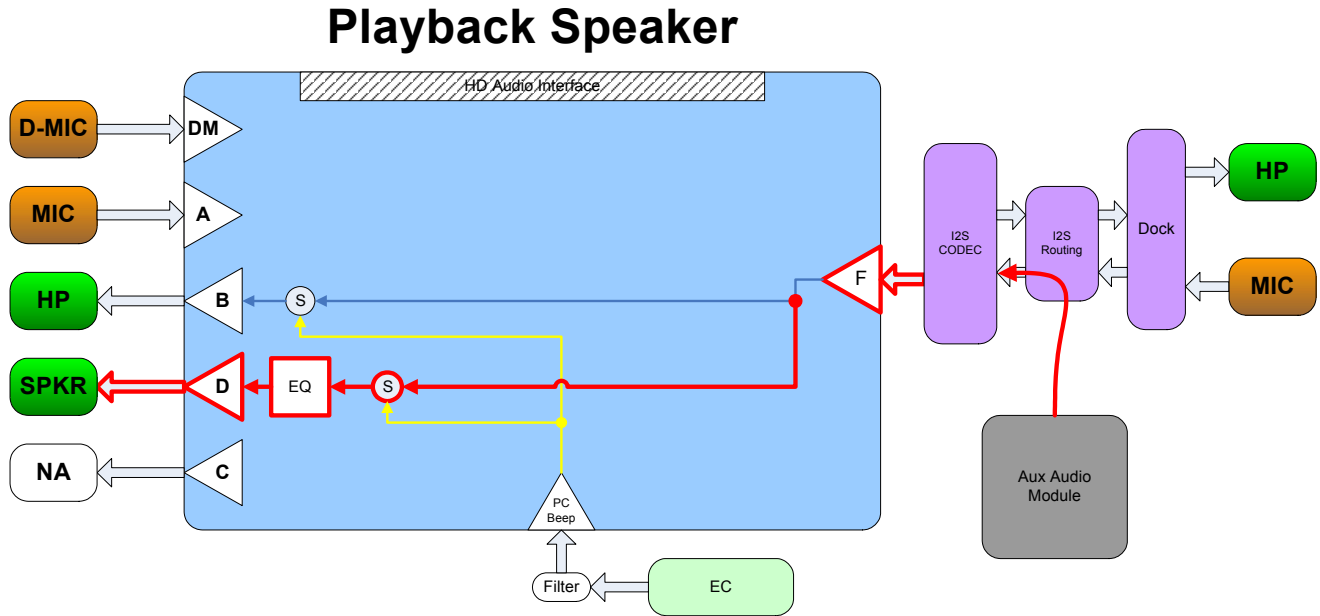 Playback Speaker
HD Audio Interface
D-MIC
DM
MIC
A
HP
B
S
SPKR
D
EQ
S
NA
C
F
I2S
CODEC
I2S
Routing
Dock
HP
MIC
Aux Audio
Module
PC
Beep
Filter
EC